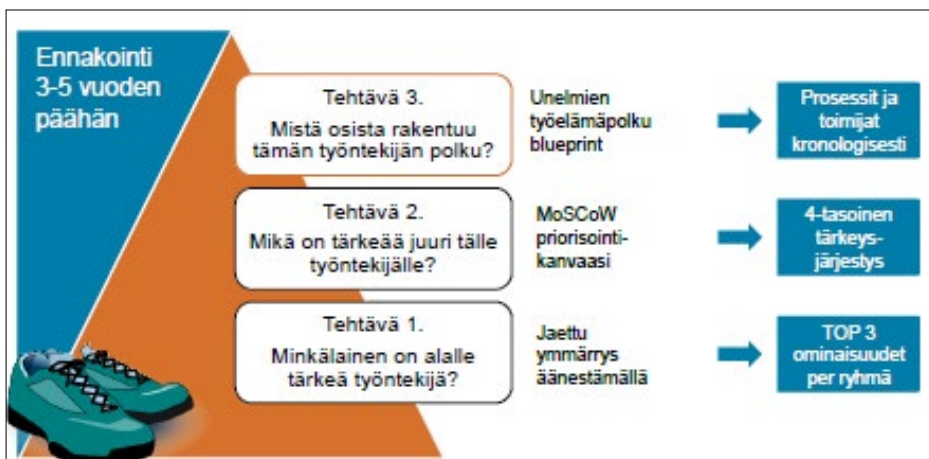 Ennakointi
3-5 vuoden
päähän
Tehtävä 3.
Mistä osista rakentuu
tämän työntekijän polku?
Unelmien
työelämäpolku
blueprint
Prosessit ja
toimijat
kronologisesti
Tehtävä 2.
Mikä on tärkeää juuri tälle
työntekijälle?
MoSCoW
priorisointi-
kanvaasi
4-tasoinen
tärkeys-
järjestys
Tehtävä 1.
Minkälainen on alalle
tärkeä työntekijä?
Jaettu
ymmärrys
äänestämällä
TOP 3
ominaisuudet
per ryhmä